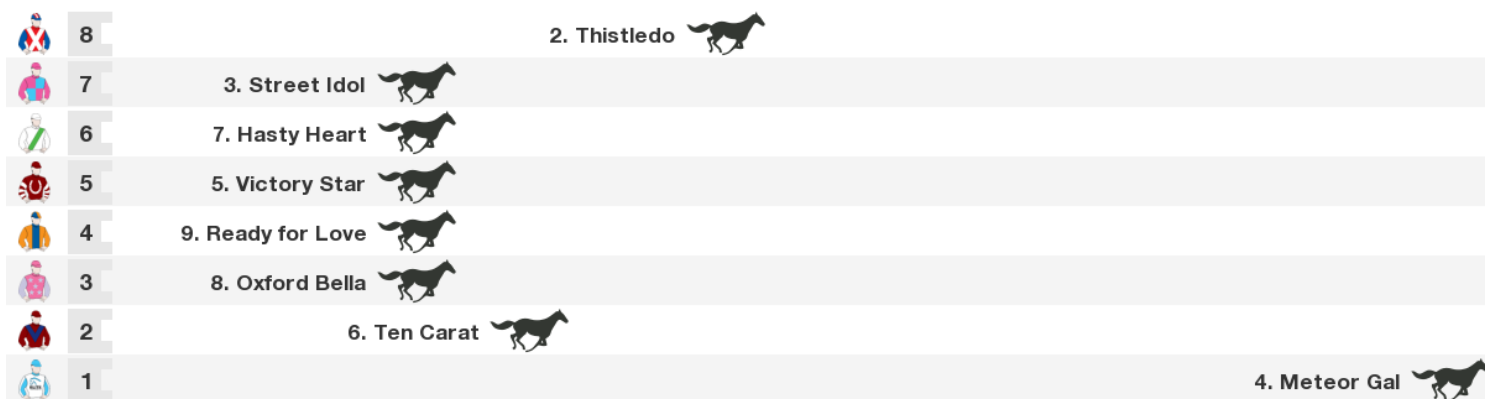 8 2. Thistledo
7 3. Street Idol
6 7. Hasty Heart
5 5. Victory Star
4 9. Ready for Love
3 8. Oxford Bella
2 6. Ten Carat
1 4. Meteor Gal